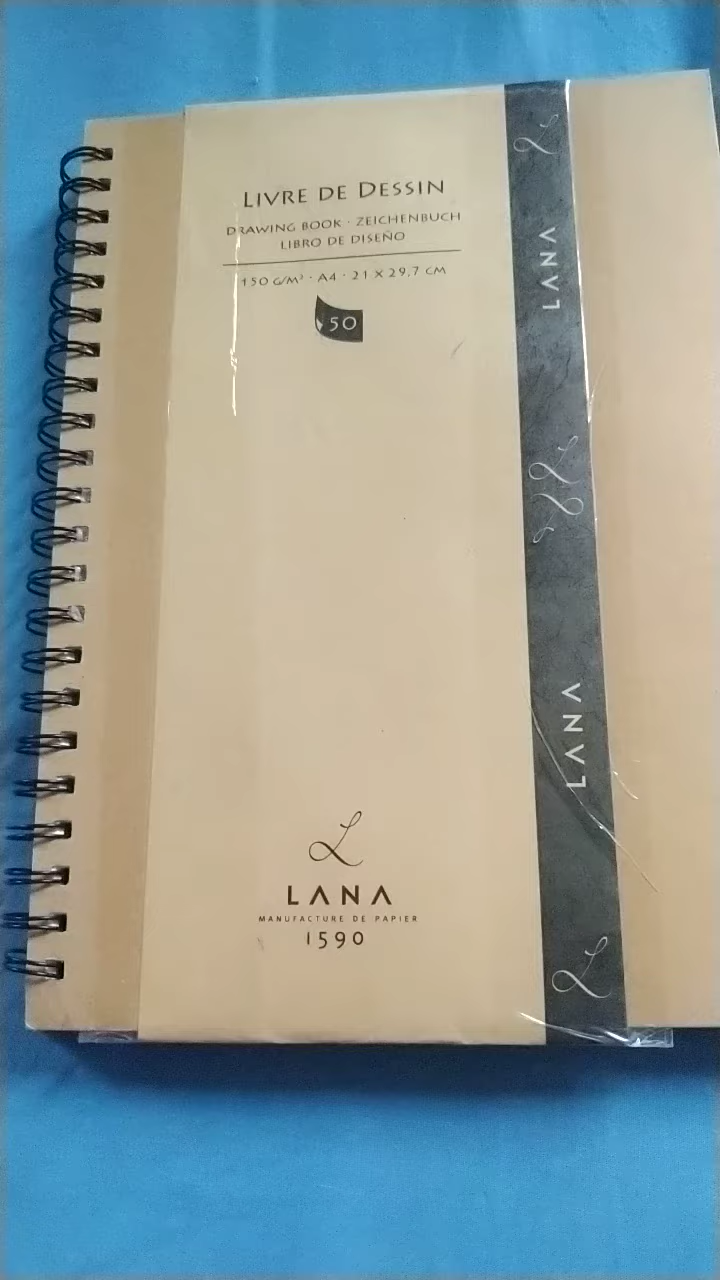 LIVRE DE DESSIN
DRAWING BOOK · ZEICHENBUCH
LIBRO DE DISEÑO
150 G/M² · A4 · 21 X 29,7 CM
50
L
LANA
MANUFACTURE DE PAPIER
1590
LANA
LANA
L